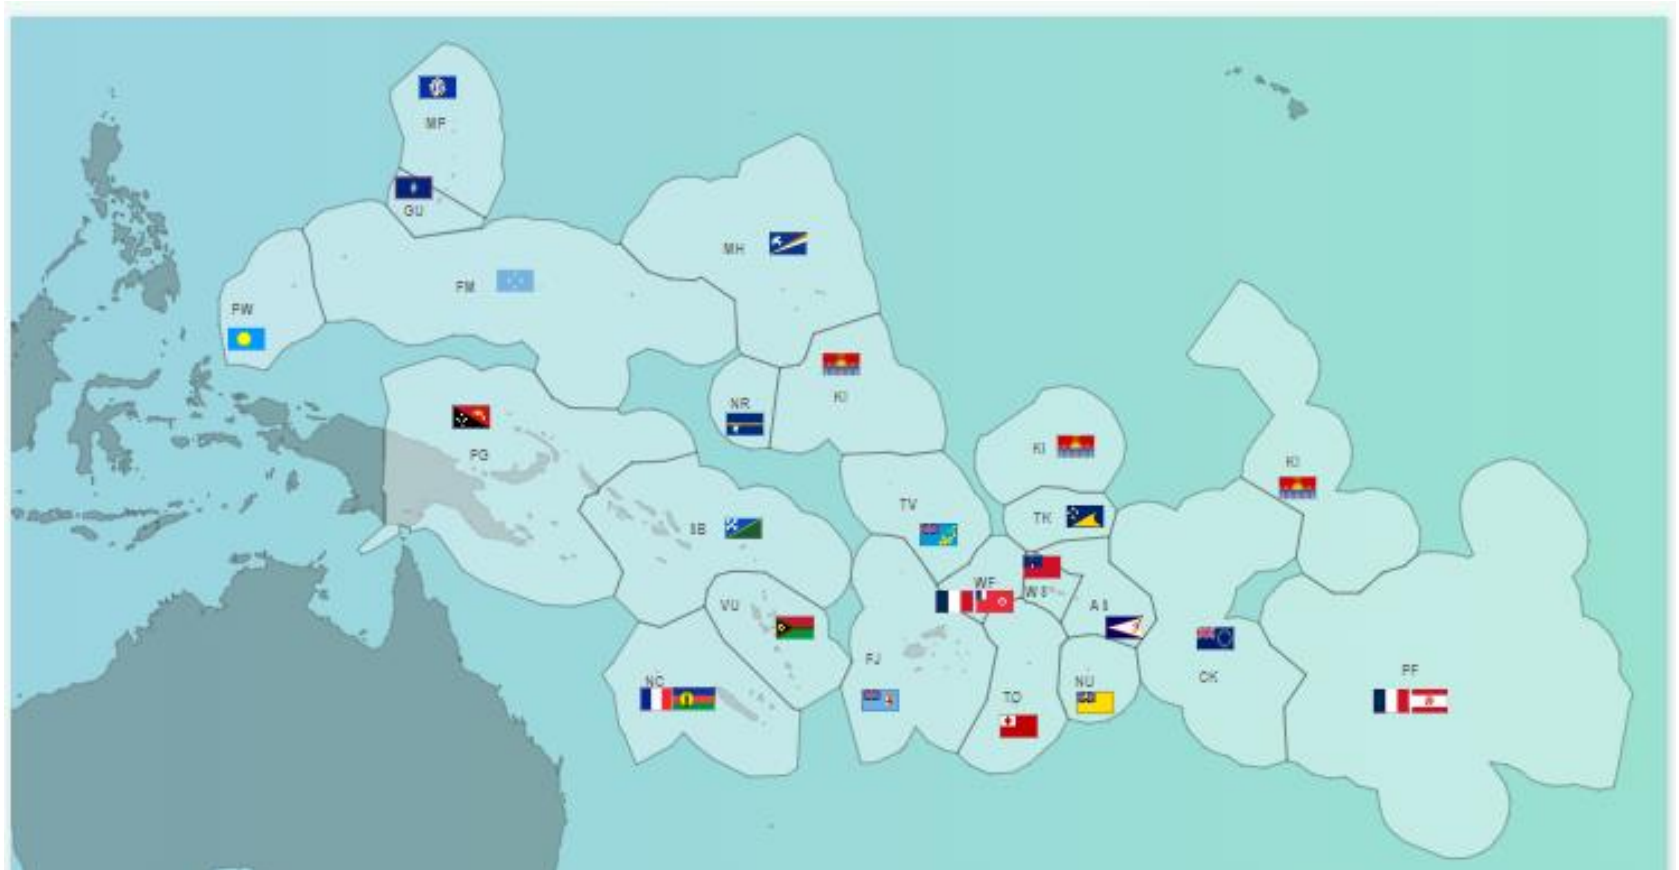 MP
GU
MH
FM
PW
KI
NR
PG
KI
KI
TV
TK
SB
WF
WS
AS
VU
FJ
NC
NU
CK
PF
TO